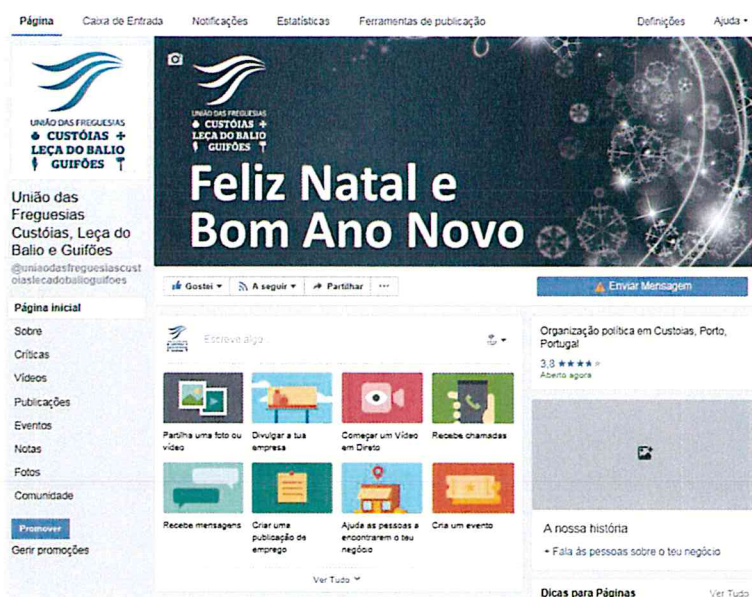 Página Caixa de Entrada Notificações Estatísticas Ferramentas de publicação Definições Ajuda
UNIÃO DAS FREGUESIAS
CUSTÓIAS
LEÇA DO BALIO
GUIFÕES
União das
Freguesias
Custóias, Leça do
Balio e Guifões
@uniaodasfreguesiascust
oiaslecadobalioguifoes
Página inicial
Sobre
Críticas
Vídeos
Publicações
Eventos
Notas
Fotos
Comunidade
Promover
Gerir promoções
UNIÃO DAS FREGUESIAS
CUSTÓIAS
LEÇA DO BALIO
GUIFÕES
Feliz Natal e
Bom Ano Novo
Gostei A seguir Partilhar ... Enviar Mensagem
Escreve algo...
Partilha uma foto ou
vídeo
Divulgar a tua
empresa
Começar um Vídeo
em Direto
Recebe chamadas
Recebe mensagens
Criar uma
publicação de
emprego
Ajuda as pessoas a
encontrarem o teu
negócio
Cria um evento
Ver Tudo
Organização política em Custoias, Porto,
Portugal
3,8 ★★★★
Aberto agora
A nossa história
+ Fala às pessoas sobre o teu negócio
Dicas para Páginas Ver Tudo